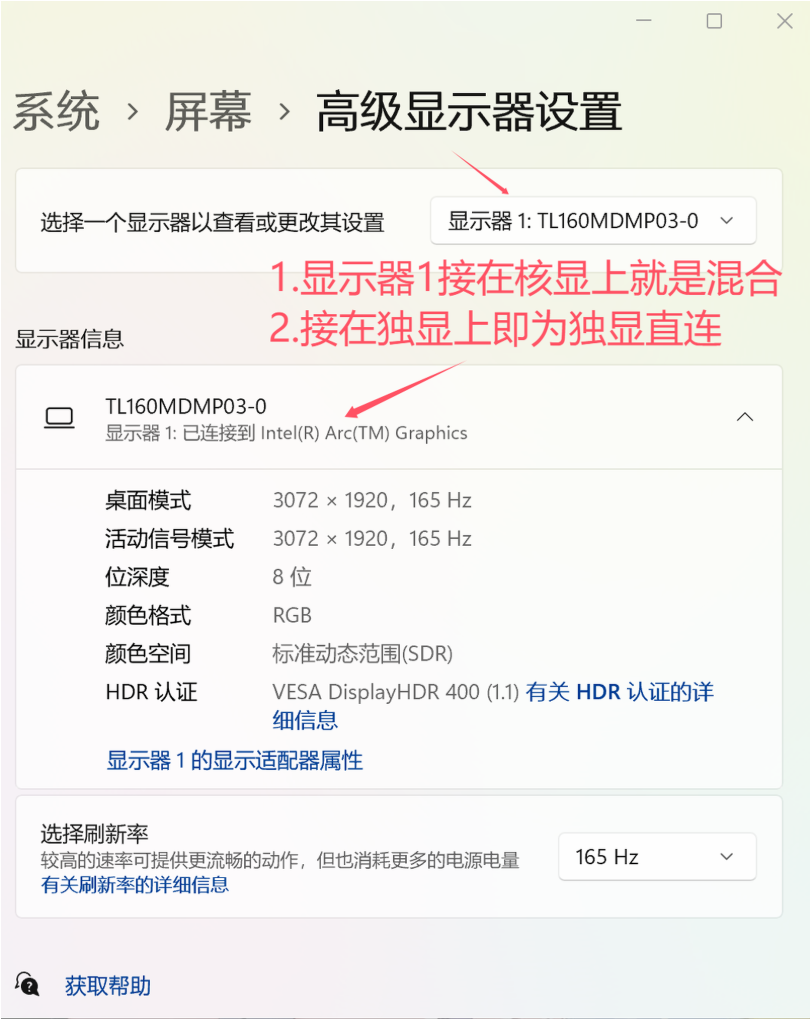 系统 › 屏幕 › 高级显示器设置
选择一个显示器以查看或更改其设置
显示器 1: TL160MDMP03-0
1.显示器1接在核显上就是混合
2.接在独显上即为独显直连
显示器信息
TL160MDMP03-0
显示器 1: 已连接到 Intel(R) Arc(TM) Graphics
桌面模式 3072 × 1920，165 Hz
活动信号模式 3072 × 1920，165 Hz
位深度 8 位
颜色格式 RGB
颜色空间 标准动态范围(SDR)
HDR 认证 VESA DisplayHDR 400 (1.1) 有关 HDR 认证的详
细信息
显示器 1 的显示适配器属性
选择刷新率
较高的速率可提供更流畅的动作，但也消耗更多的电源电量
有关刷新率的详细信息
165 Hz
获取帮助